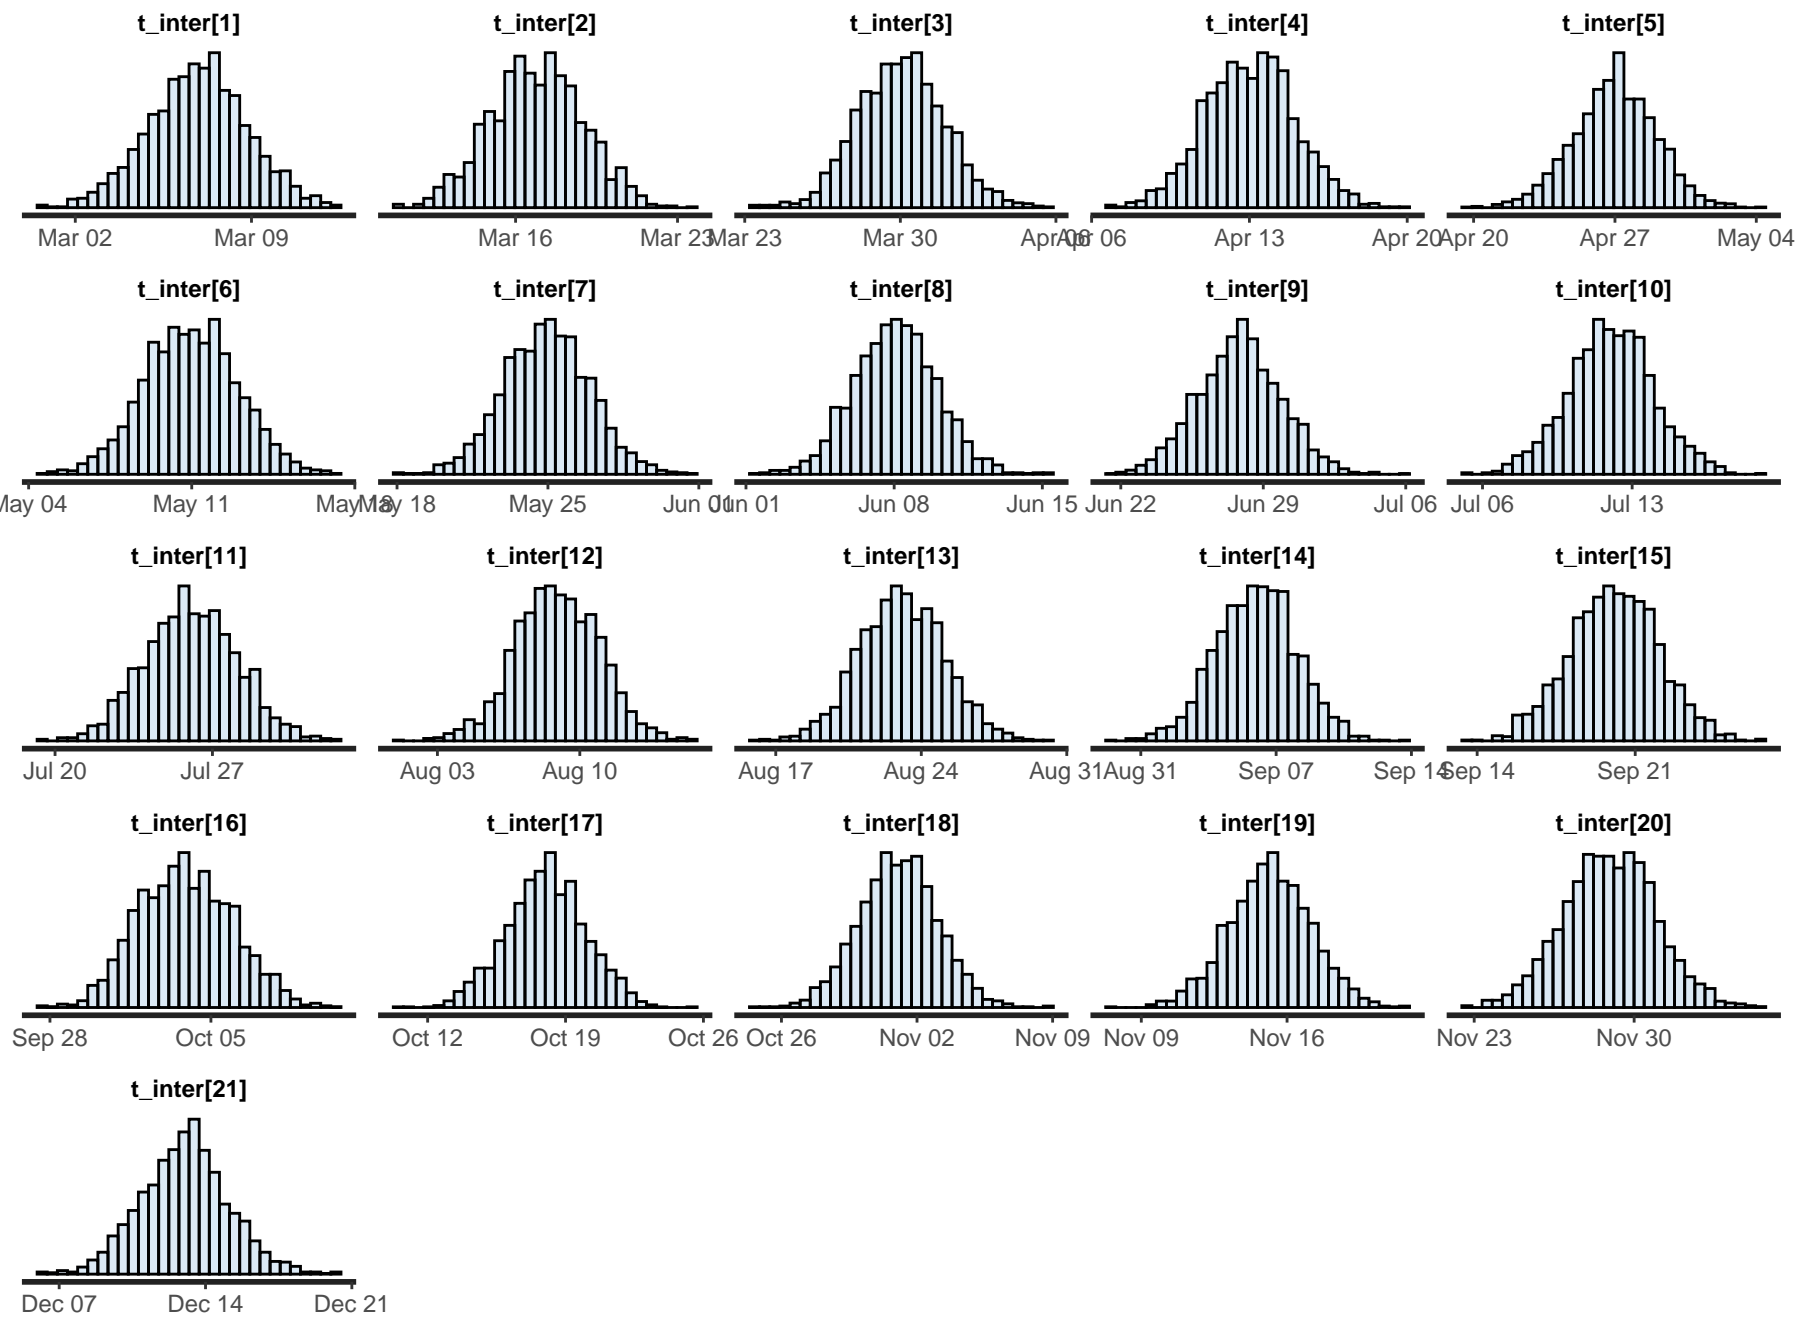 t_inter[1] t_inter[2] t_inter[3] t_inter[4] t_inter[5]
Mar 02 Mar 09 Mar 16 Mar 23 Mar 23 Mar 30 Apr 06 Apr 06 Apr 13 Apr 20 Apr 20 Apr 27 May 04
t_inter[6] t_inter[7] t_inter[8] t_inter[9] t_inter[10]
May 04 May 11 May 18 May 18 May 25 Jun 01 Jun 01 Jun 08 Jun 15 Jun 22 Jun 29 Jul 06 Jul 06 Jul 13
t_inter[11] t_inter[12] t_inter[13] t_inter[14] t_inter[15]
Jul 20 Jul 27 Aug 03 Aug 10 Aug 17 Aug 24 Aug 31 Aug 31 Sep 07 Sep 14 Sep 14 Sep 21
t_inter[16] t_inter[17] t_inter[18] t_inter[19] t_inter[20]
Sep 28 Oct 05 Oct 12 Oct 19 Oct 26 Oct 26 Nov 02 Nov 09 Nov 09 Nov 16 Nov 23 Nov 30
t_inter[21]
Dec 07 Dec 14 Dec 21